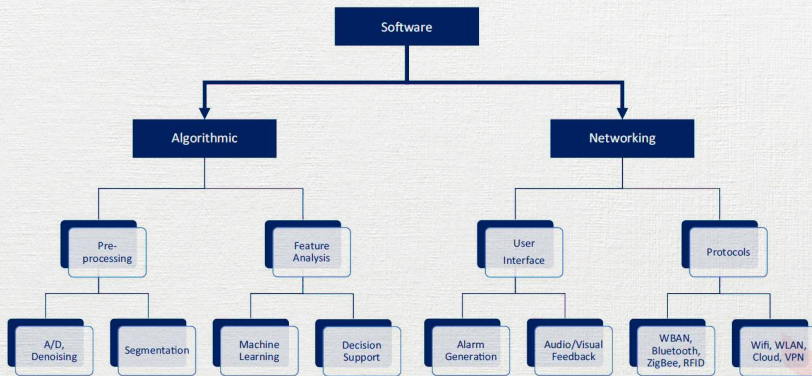 Software
Algorithmic
Networking
Pre-
processing
Feature
Analysis
User
Interface
Protocols
A/D,
Denoising
Segmentation
Machine
Learning
Decision
Support
Alarm
Generation
Audio/Visual
Feedback
WBAN,
Bluetooth,
ZigBee, RFID
Wifi, WLAN,
Cloud, VPN